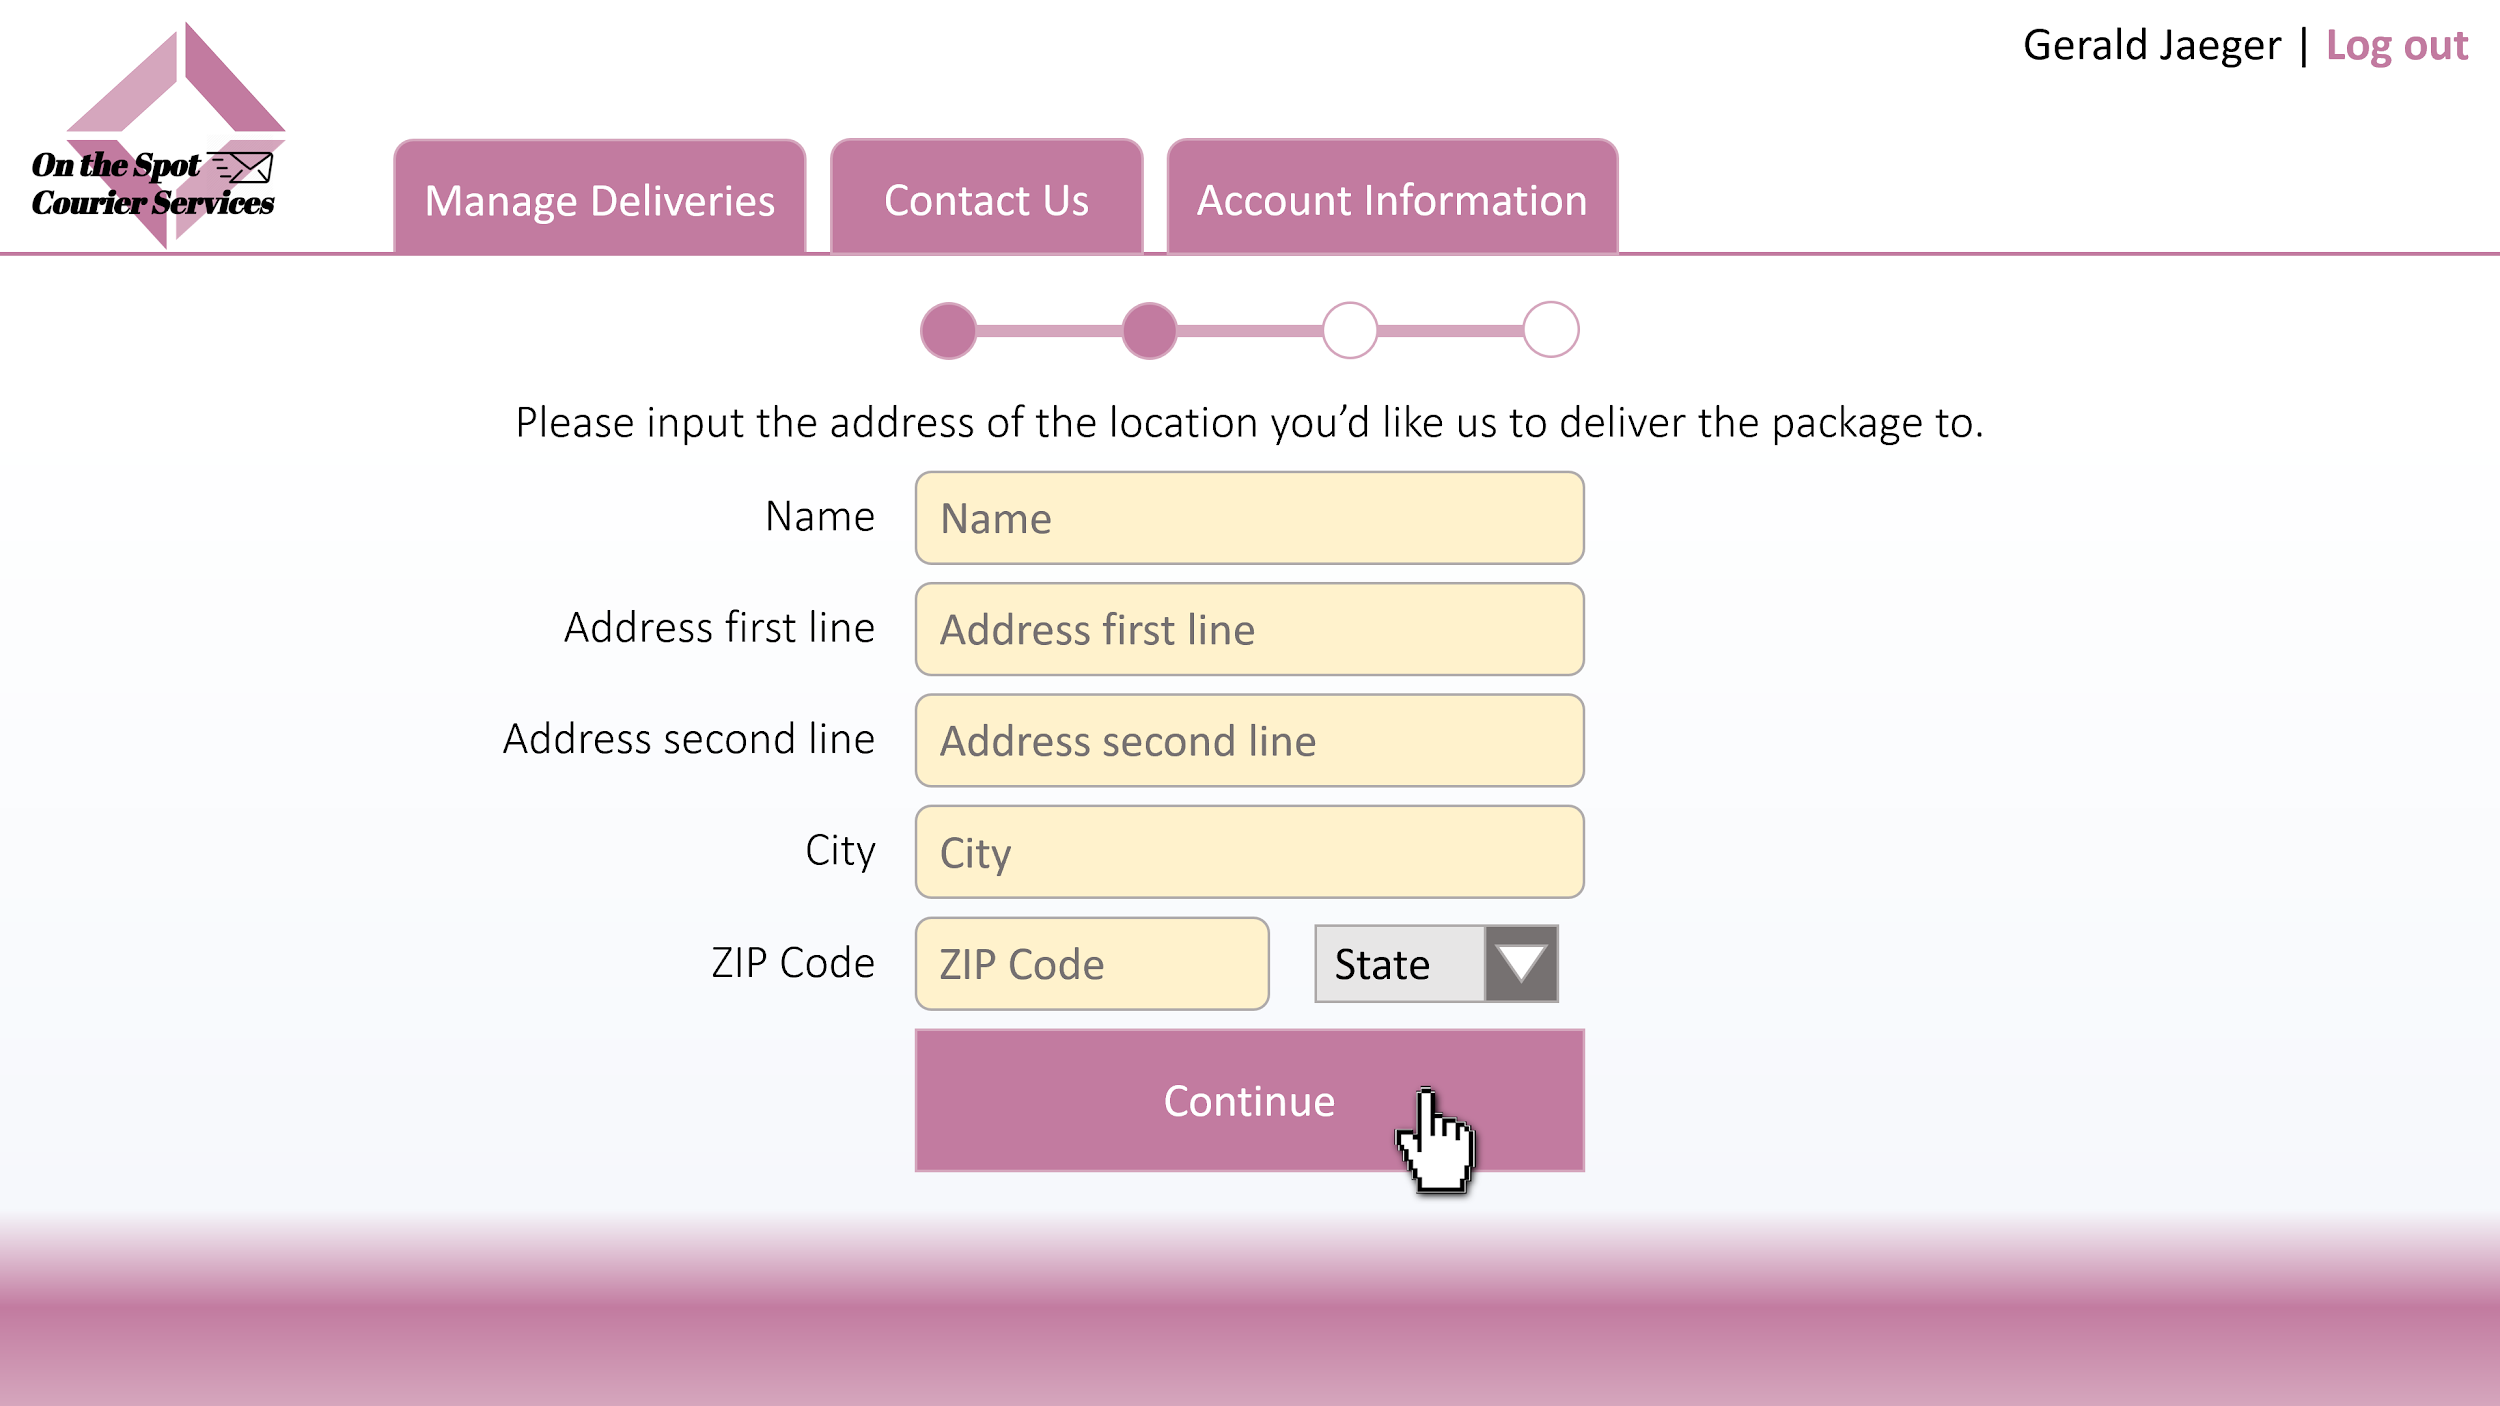 Gerald Jaeger | Log out
On the Spot
Courier Services
Manage Deliveries
Contact Us
Account Information
Please input the address of the location you’d like us to deliver the package to.
Name
Name
Address first line
Address first line
Address second line
Address second line
City
City
ZIP Code
ZIP Code
State
Continue